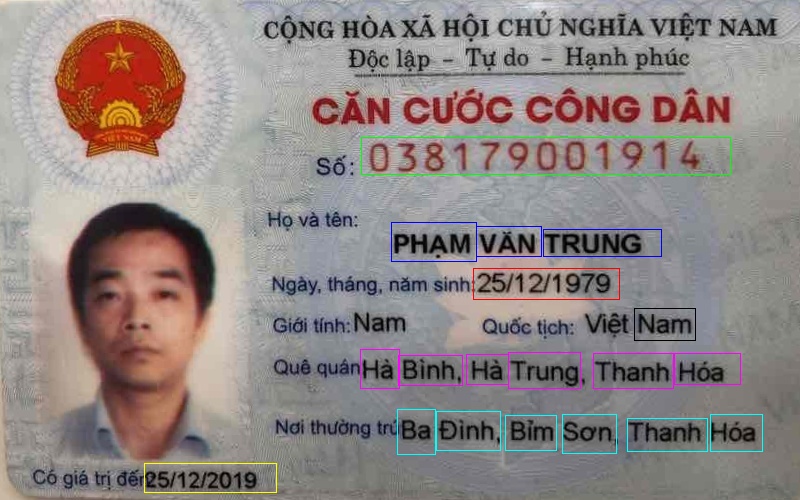 CỘNG HÒA XÃ HỘI CHỦ NGHĨA VIỆT NAM
Độc lập - Tự do - Hạnh phúc
CĂN CƯỚC CÔNG DÂN
Số: 038179001914
Họ và tên:
PHẠM VĂN TRUNG
Ngày, tháng, năm sinh: 25/12/1979
Giới tính: Nam Quốc tịch: Việt Nam
Quê quán: Hà Bình, Hà Trung, Thanh Hóa
Nơi thường trú: Ba Đình, Bỉm Sơn, Thanh Hóa
Có giá trị đến: 25/12/2019
VIỆT NAM